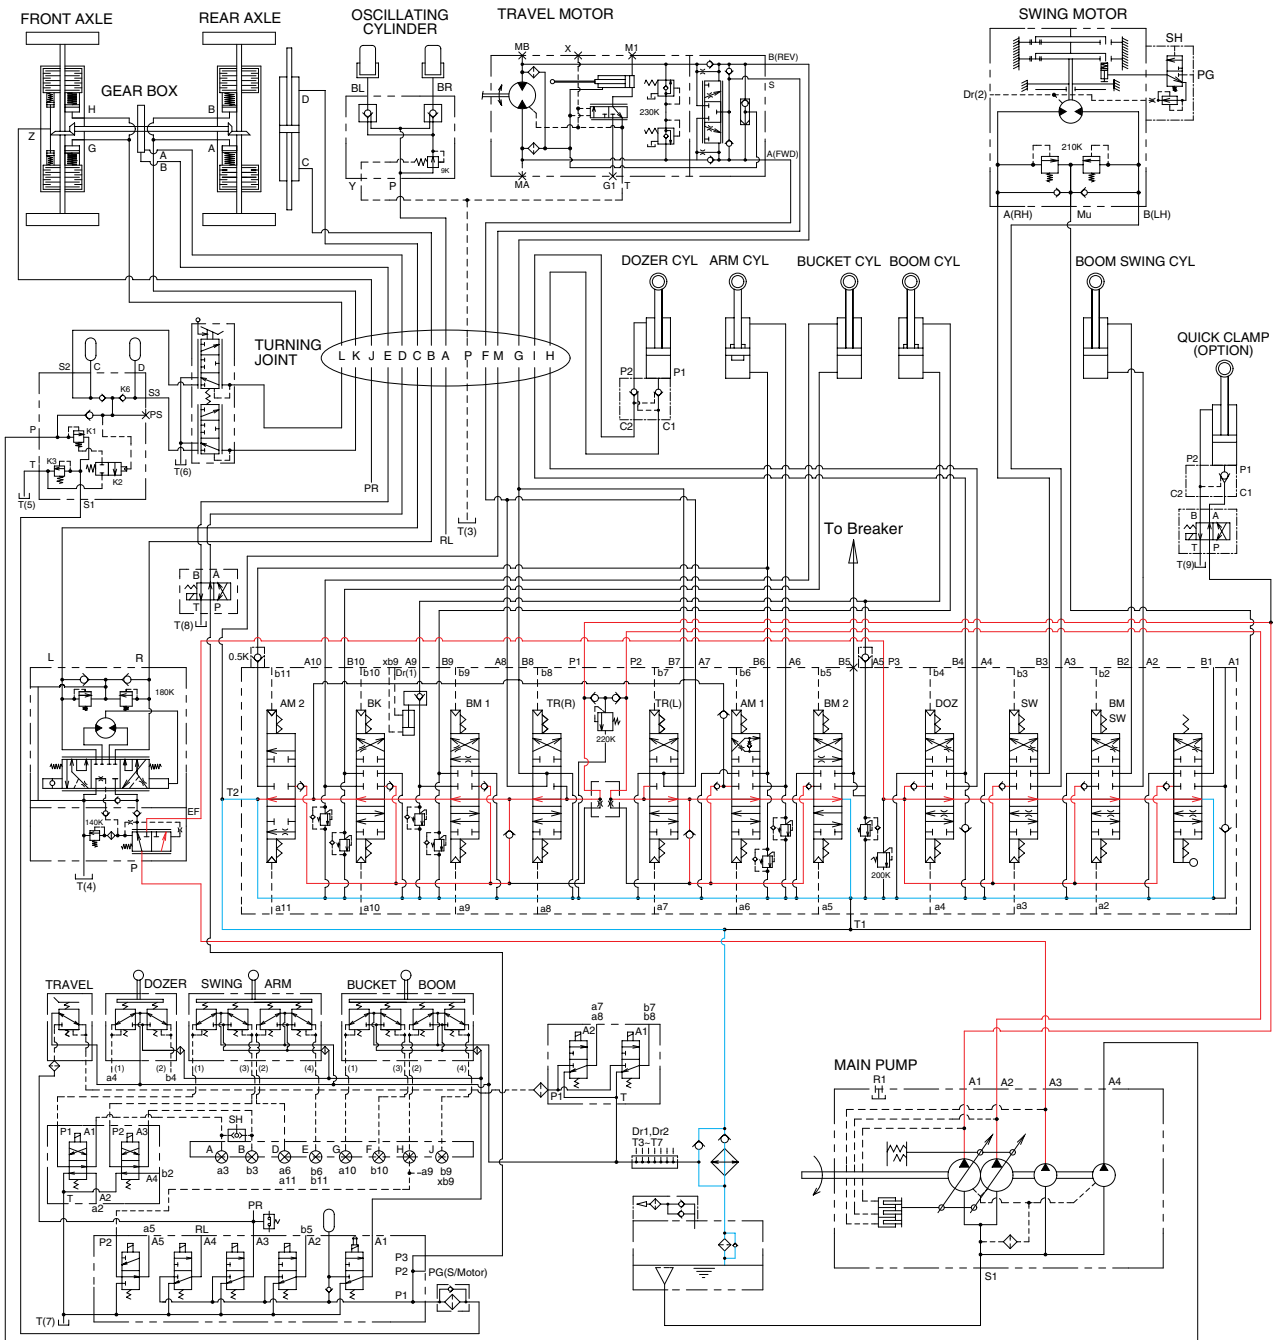 FRONT AXLE
REAR AXLE
OSCILLATING
CYLINDER
TRAVEL MOTOR
SWING MOTOR
MB X M1
B(REV)
SH
PG
BL BR
S
D
GEAR BOX
H B
Dr(2)
230K
Z
G A
A
B
C
9K
A(FWD)
210K
Y P
MA G1 T
A(RH) Mu B(LH)
DOZER CYL ARM CYL BUCKET CYL BOOM CYL BOOM SWING CYL
QUICK CLAMP
(OPTION)
TURNING
JOINT
L K J E D C B A P F M G I H
S2 C D
K6 S3
PS
P2 P1
C2 C1
P K1
T K3
K2
T(5) S1
T(6)
PR
RL
T(3)
To Breaker
P2 P1
C2 C1
B A
T P
T(9)
B A
T P
T(8)
L R
180K
EF
140K
P
T(4)
0.5K
A10 B10 xb9 A9 B9 A8 B8 P1 P2 B7 A7 B6 A6 B5 A5 P3 B4 A4 B3 A3 B2 A2 B1 A1
b11 b10 Dr(1) b9 b8 b7 b6 b5 b4 b3 b2
AM 2 BK BM 1 TR(R) TR(L) AM 1 BM 2 DOZ SW BM
SW
220K
T2
200K
a11 a10 a9 a8 a7 a6 a5 a4 a3 a2
T1
TRAVEL DOZER SWING ARM BUCKET BOOM
a7
a8
b7
b8
A2 A1
P1 T
(1) (2) (1) (3) (2) (4) (1) (3) (2) (4)
a4 b4
MAIN PUMP
R1 A1 A2 A3 A4
P1 A1 P2 A3
SH
A B D E G F H J
a3 b3 a6 b6 a10 b10 a9 b9
a11 b11 xb9
b2
A4
T A2
a2
Dr1,Dr2
T3~T7
PR
a5 RL b5
P2 A5 A4 A3 A2 A1
P3
P2
P1
PG(S/Motor)
T(7)
S1